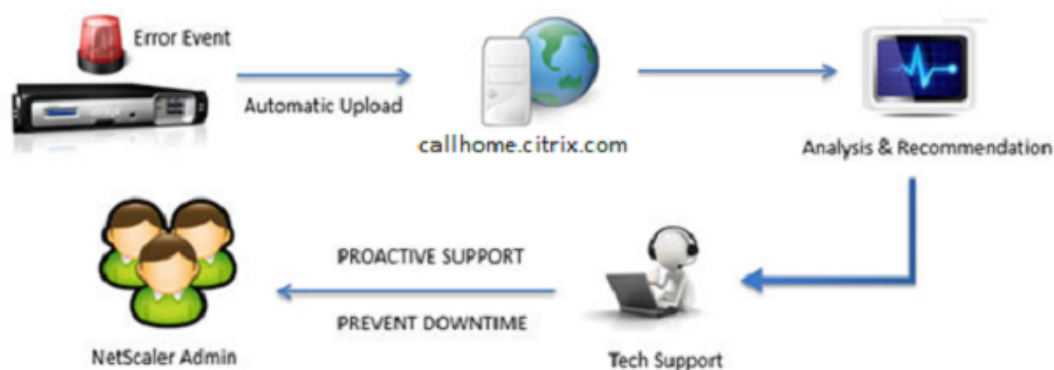 Error Event
Automatic Upload
callhome.citrix.com
Analysis & Recommendation
PROACTIVE SUPPORT
PREVENT DOWNTIME
Tech Support
NetScaler Admin